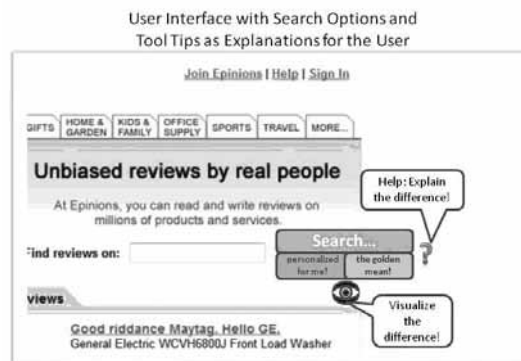 User Interface with Search Options and
Tool Tips as Explanations for the User
Join Epinions | Help | Sign In
GIFTS
HOME &
GARDEN
KIDS &
FAMILY
OFFICE
SUPPLY
SPORTS
TRAVEL
MORE...
Unbiased reviews by real people
At Epinions, you can read and write reviews on
millions of products and services.
Help: Explain
the difference!
?
Find reviews on:
Search...
personalized
for me!
the golden
mean!
views
Visualize
the
difference!
Good riddance Maytag. Hello GE.
General Electric WCVH6800J Front Load Washer